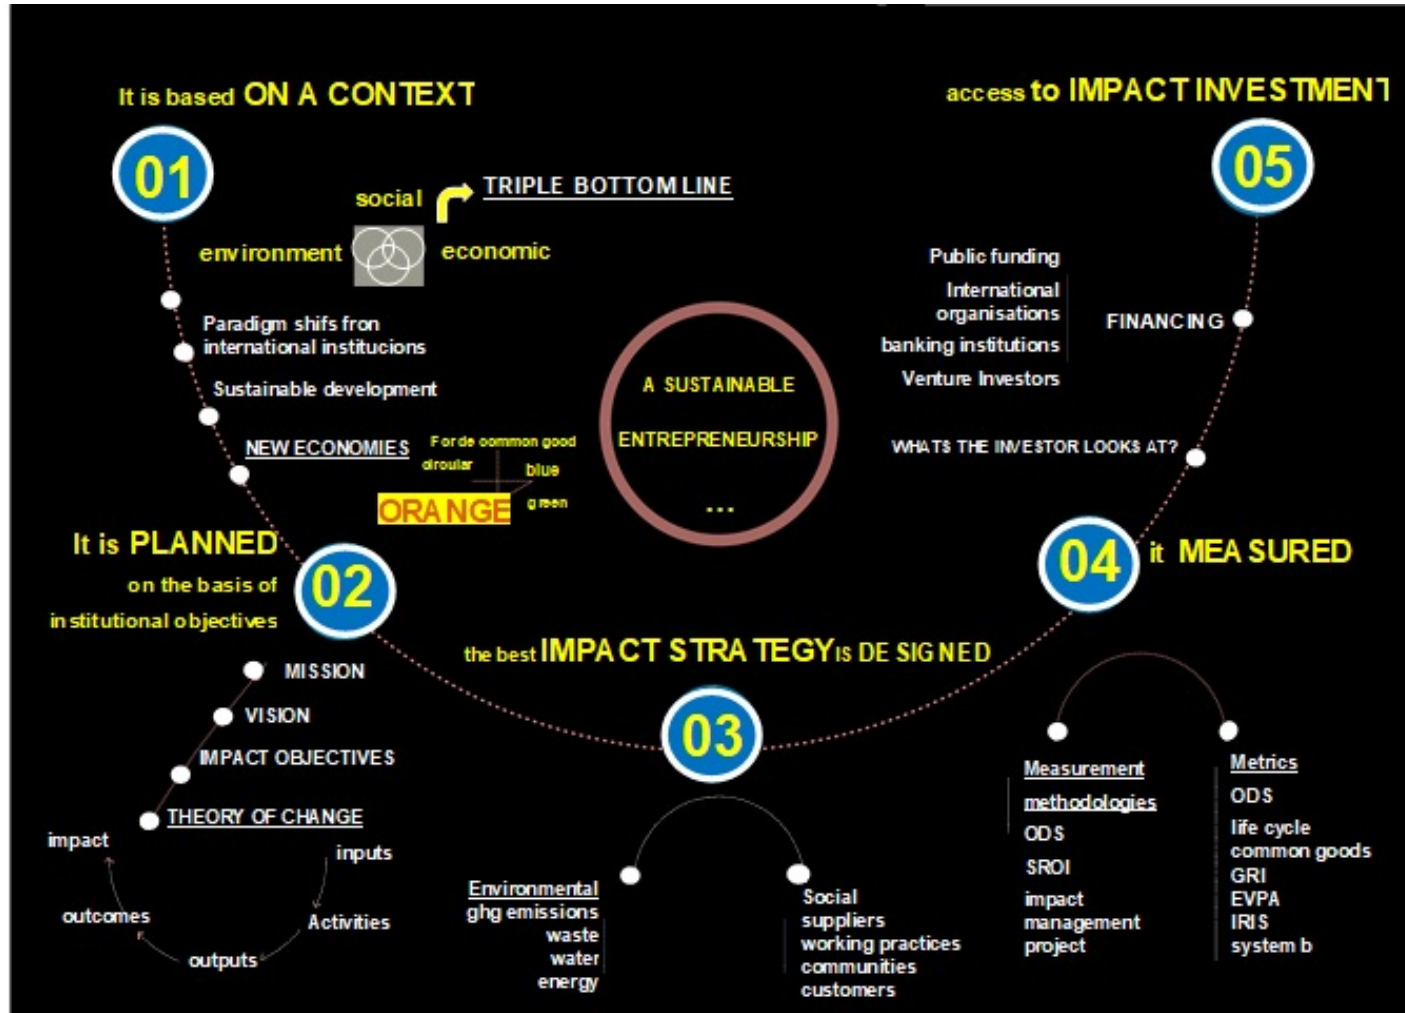 It is based ON A CONTEXT
01
social
TRIPLE BOTTOM LINE
environment
economic
Paradigm shifs fron
international institucions
Sustainable development
NEW ECONOMIES
For de common good
circular
blue
ORANGE
green
It is PLANNED
on the basis of
institutional objectives
02
MISSION
VISION
IMPACT OBJECTIVES
THEORY OF CHANGE
impact
inputs
outcomes
Activities
outputs
A SUSTAINABLE
ENTREPRENEURSHIP
...
the best IMPACT STRATEGY IS DESIGNED
03
Environmental
ghg emissions
waste
water
energy
Social
suppliers
working practices
communities
customers
04
it MEASURED
Measurement
methodologies
ODS
SROI
impact
management
project
Metrics
ODS
life cycle
common goods
GRI
EVPA
IRIS
system b
access to IMPACT INVESTMENT
05
Public funding
International
organisations
banking institutions
Venture Investors
FINANCING
WHATS THE INVESTOR LOOKS AT?